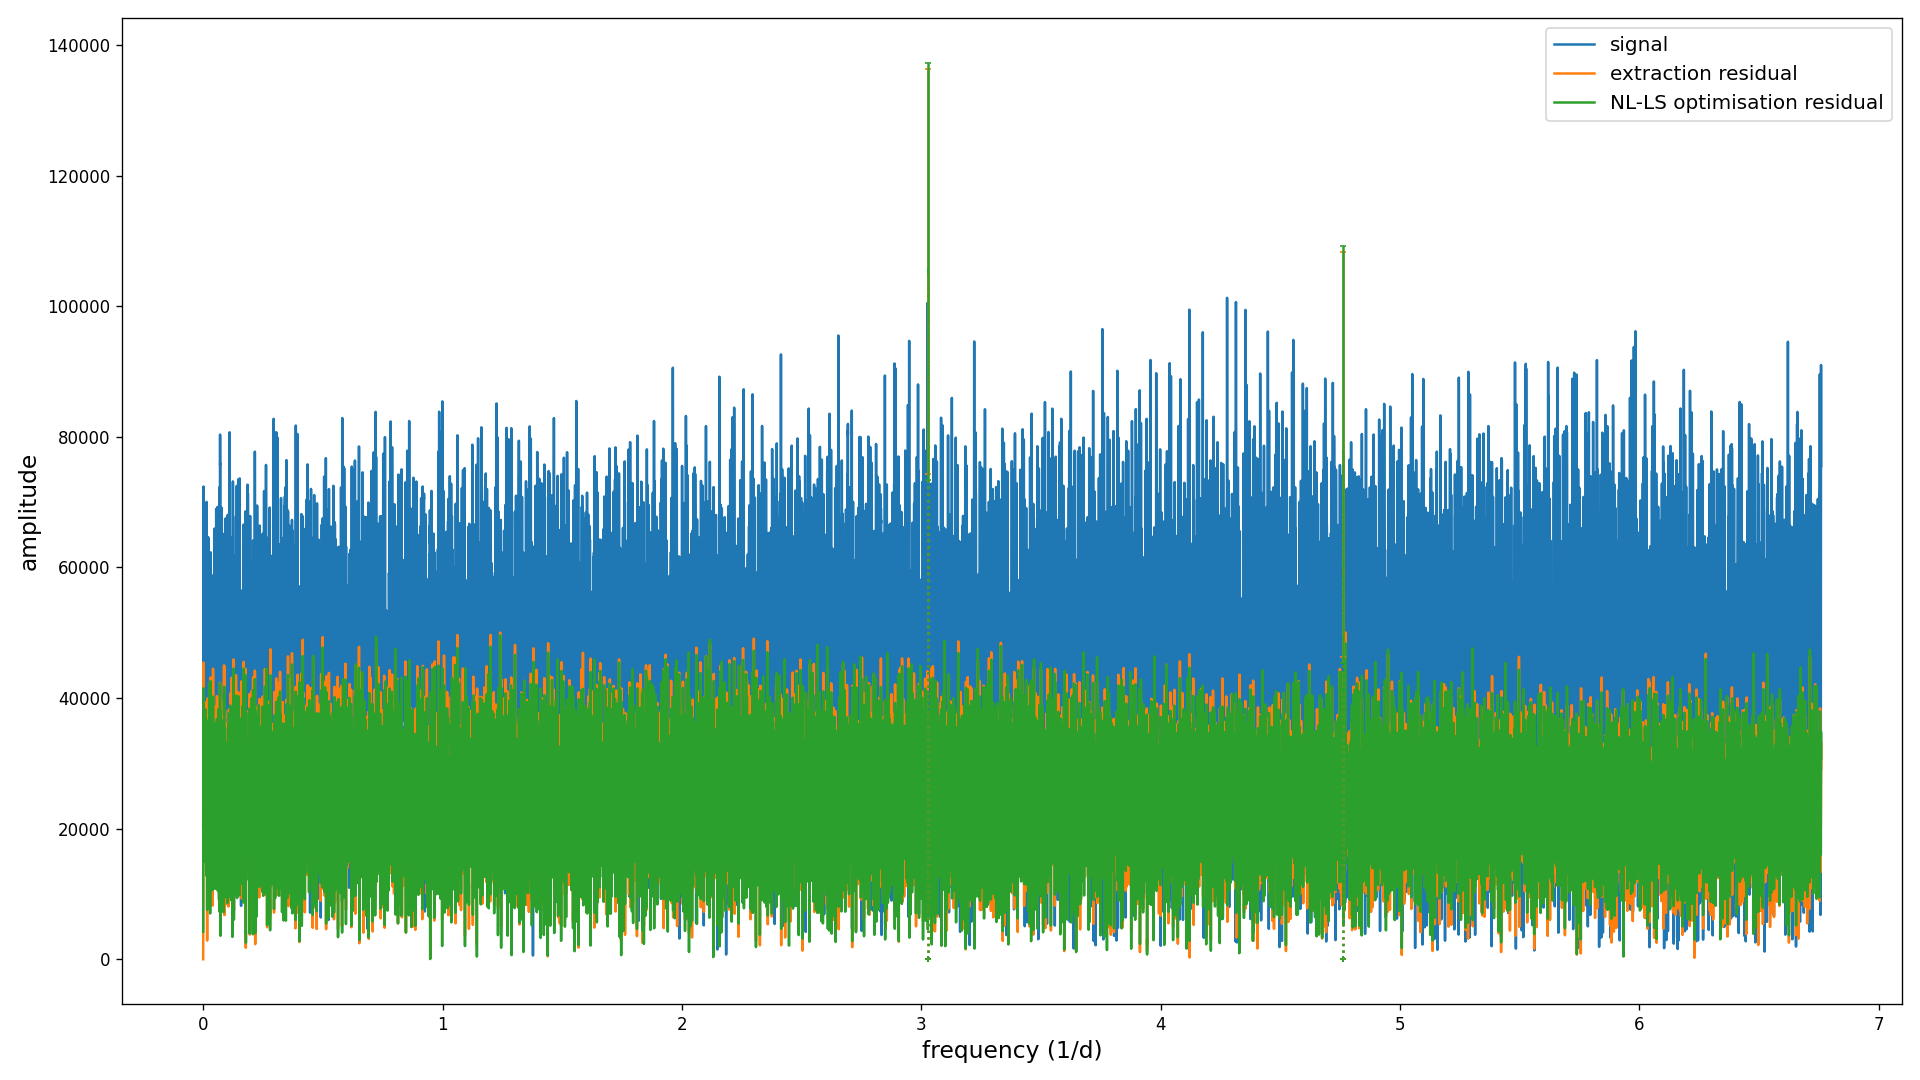 signal
extraction residual
NL-LS optimisation residual
140000
120000
100000
80000
60000
40000
20000
0
amplitude
0 1 2 3 4 5 6 7
frequency (1/d)